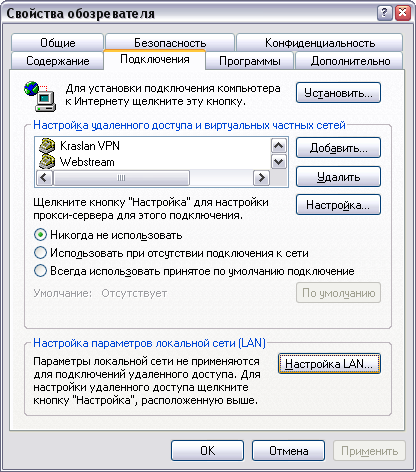 Свойства обозревателя
Общие Безопасность Конфиденциальность
Содержание Подключения Программы Дополнительно
Для установки подключения компьютера
к Интернету щелкните эту кнопку.
Установить...
Настройка удаленного доступа и виртуальных частных сетей
Kraslan VPN
Webstream
Добавить...
Удалить
Щелкните кнопку "Настройка" для настройки
прокси-сервера для этого подключения.
Настройка...
Никогда не использовать
Использовать при отсутствии подключения к сети
Всегда использовать принятое по умолчанию подключение
Умолчание: Отсутствует
По умолчанию
Настройка параметров локальной сети (LAN)
Параметры локальной сети не применяются
для подключений удаленного доступа. Для
настройки удаленного доступа щелкните
кнопку "Настройка", расположенную выше.
Настройка LAN...
OK Отмена Применить